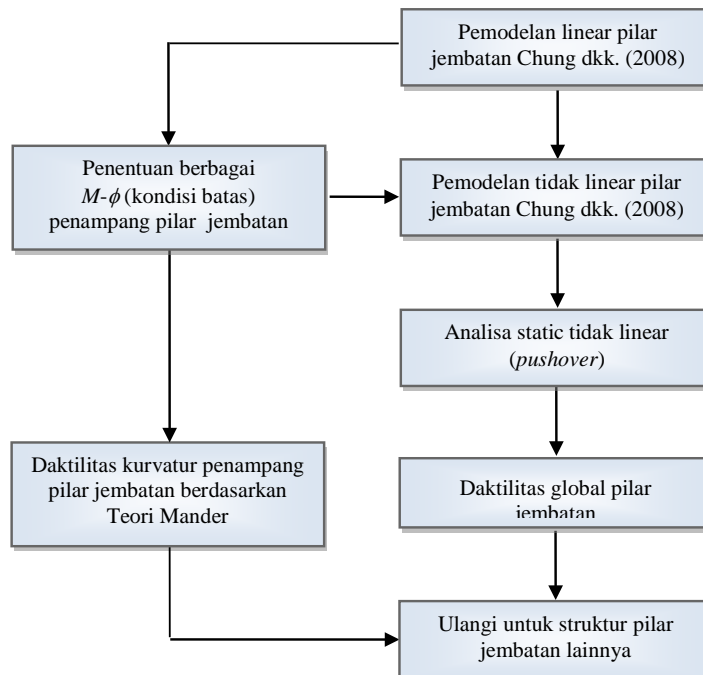 Pemodelan linear pilar
jembatan Chung dkk. (2008)
Penentuan berbagai
M-ϕ (kondisi batas)
penampang pilar jembatan
Pemodelan tidak linear pilar
jembatan Chung dkk. (2008)
Analisa static tidak linear
(pushover)
Daktilitas kurvatur penampang
pilar jembatan berdasarkan
Teori Mander
Daktilitas global pilar
jembatan
Ulangi untuk struktur pilar
jembatan lainnya